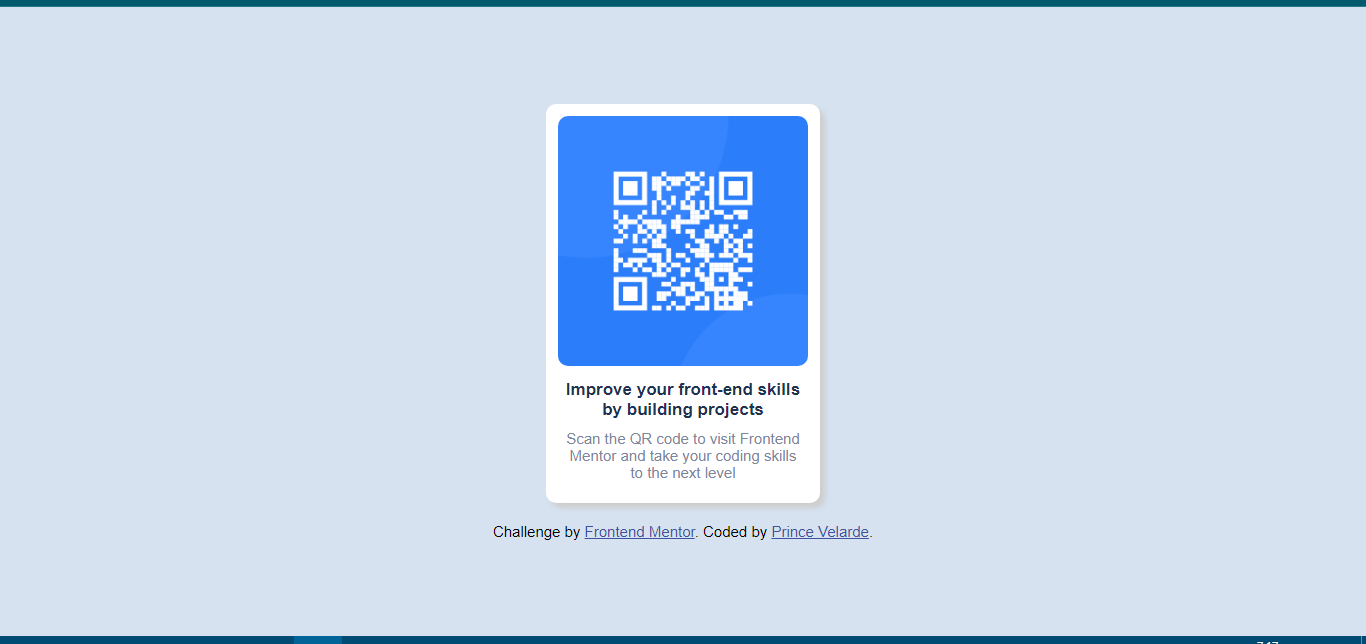 Improve your front-end skills
by building projects
Scan the QR code to visit Frontend
Mentor and take your coding skills
to the next level
Challenge by Frontend Mentor. Coded by Prince Velarde.